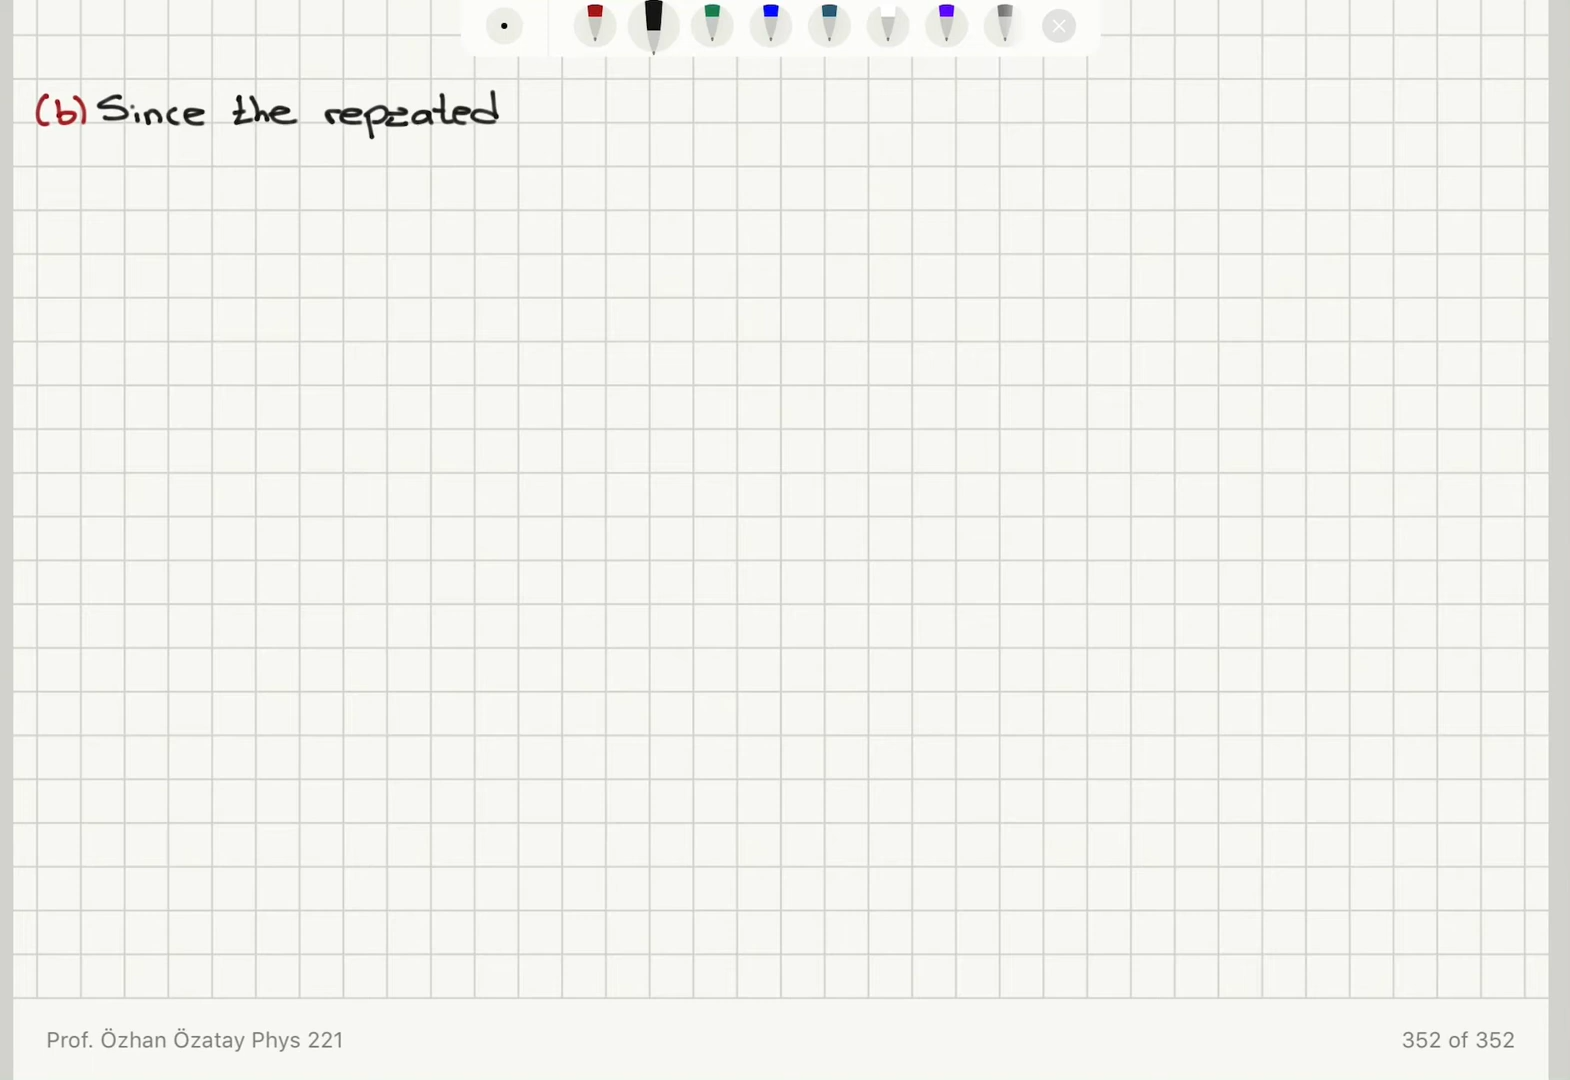 (b) Since the repeated
Prof. Özhan Özatay Phys 221
352 of 352